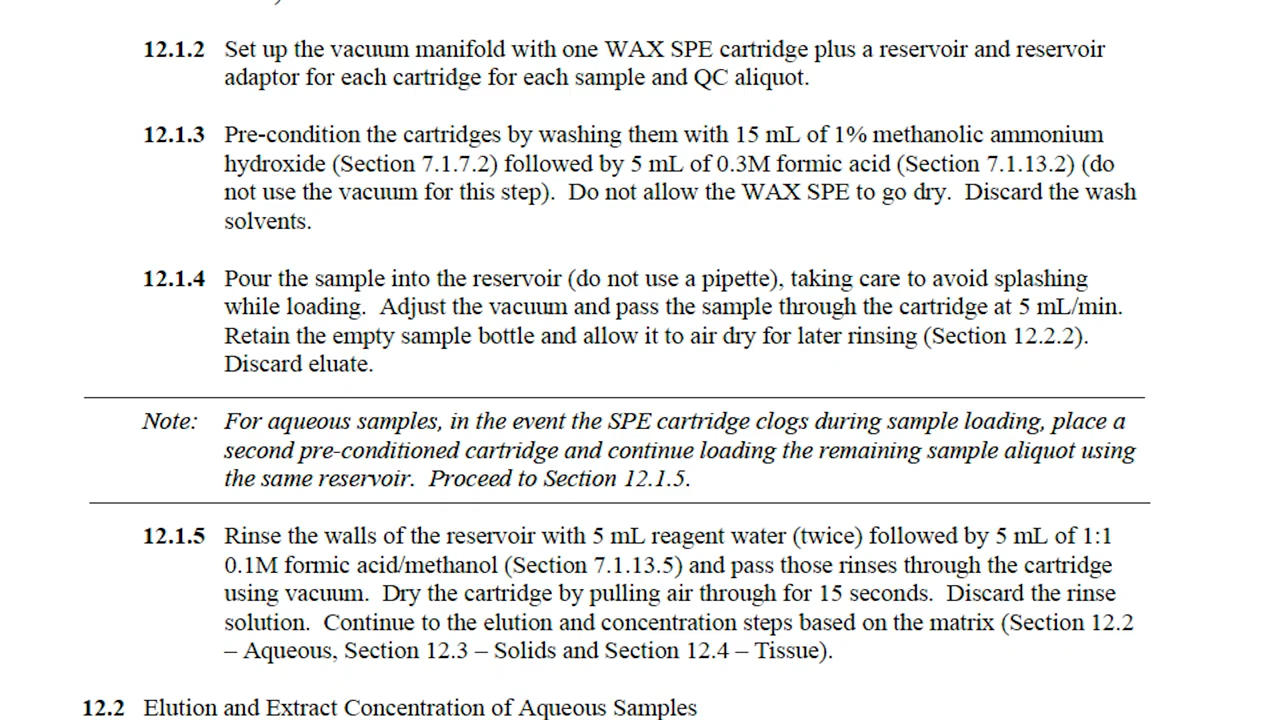 12.1.2 Set up the vacuum manifold with one WAX SPE cartridge plus a reservoir and reservoir
adaptor for each cartridge for each sample and QC aliquot.
12.1.3 Pre-condition the cartridges by washing them with 15 mL of 1% methanolic ammonium
hydroxide (Section 7.1.7.2) followed by 5 mL of 0.3M formic acid (Section 7.1.13.2) (do
not use the vacuum for this step). Do not allow the WAX SPE to go dry. Discard the wash
solvents.
12.1.4 Pour the sample into the reservoir (do not use a pipette), taking care to avoid splashing
while loading. Adjust the vacuum and pass the sample through the cartridge at 5 mL/min.
Retain the empty sample bottle and allow it to air dry for later rinsing (Section 12.2.2).
Discard eluate.
Note: For aqueous samples, in the event the SPE cartridge clogs during sample loading, place a
second pre-conditioned cartridge and continue loading the remaining sample aliquot using
the same reservoir. Proceed to Section 12.1.5.
12.1.5 Rinse the walls of the reservoir with 5 mL reagent water (twice) followed by 5 mL of 1:1
0.1M formic acid/methanol (Section 7.1.13.5) and pass those rinses through the cartridge
using vacuum. Dry the cartridge by pulling air through for 15 seconds. Discard the rinse
solution. Continue to the elution and concentration steps based on the matrix (Section 12.2
– Aqueous, Section 12.3 – Solids and Section 12.4 – Tissue).
12.2 Elution and Extract Concentration of Aqueous Samples